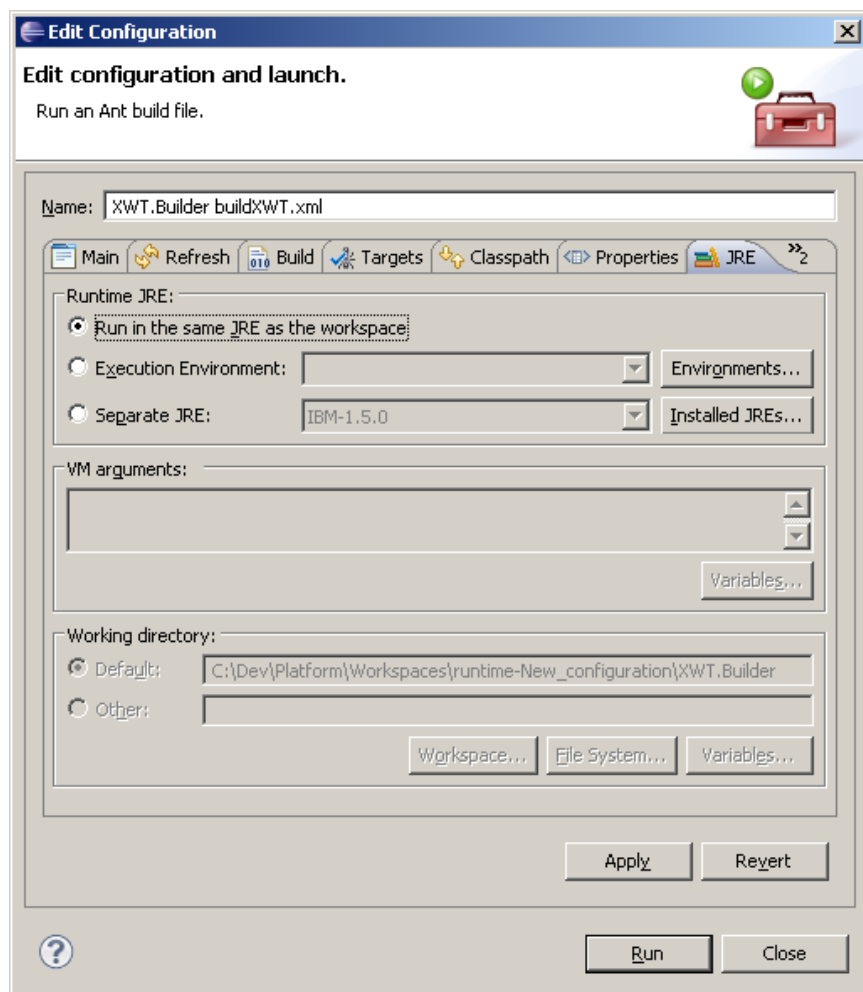 Edit Configuration
Edit configuration and launch.
Run an Ant build file.
Name: XWT.Builder buildXWT.xml
Main Refresh Build Targets Classpath Properties JRE »2
Runtime JRE:
Run in the same JRE as the workspace
Execution Environment: Environments...
Separate JRE: IBM-1.5.0 Installed JREs...
VM arguments:
Variables...
Working directory:
Default: C:\Dev\Platform\Workspaces\runtime-New_configuration\XWT.Builder
Other:
Workspace... File System... Variables...
Apply Revert
Run Close